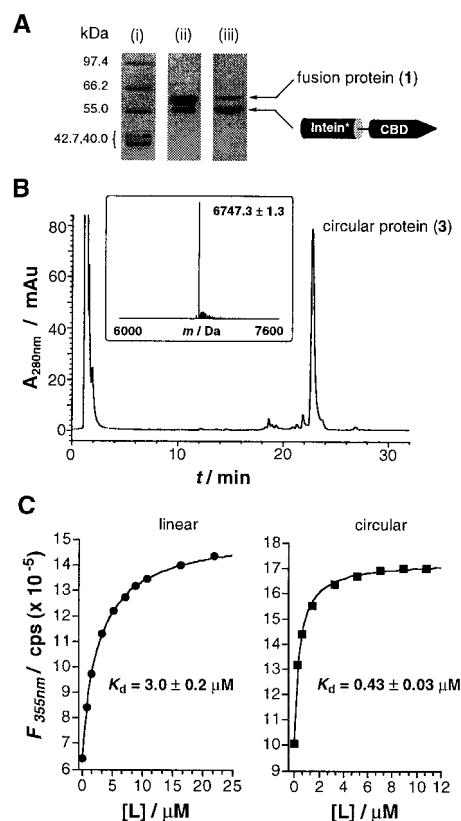 A
kDa (i) (ii) (iii)
97.4
66.2
55.0
42.7,40.0
fusion protein (1)
Intein* CBD
B
80
60
40
20
0
A280nm / mAu
6747.3 ± 1.3
6000 m / Da 7600
circular protein (3)
0 10 20 30
t / min
C
linear
15
14
13
12
11
10
9
8
7
6
F 355nm / cps (x 10-5)
Kd = 3.0 ± 0.2 μM
0 5 10 15 20 25
[L] / μM
circular
18
17
16
15
14
13
12
11
10
9
Kd = 0.43 ± 0.03 μM
0 2 4 6 8 10 12
[L] / μM